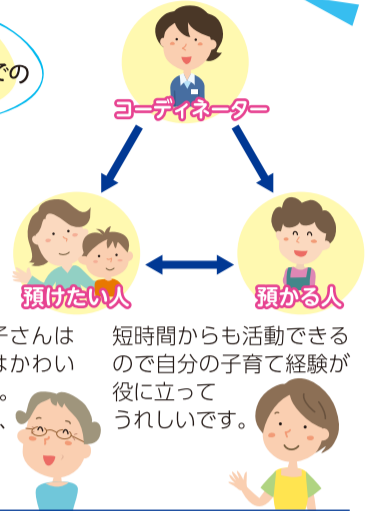 での
コーディネーター
預けたい人
預かる人
子さんは
はかわい
。
、
短時間からも活動できる
ので自分の子育て経験が
役に立って
うれしいです。